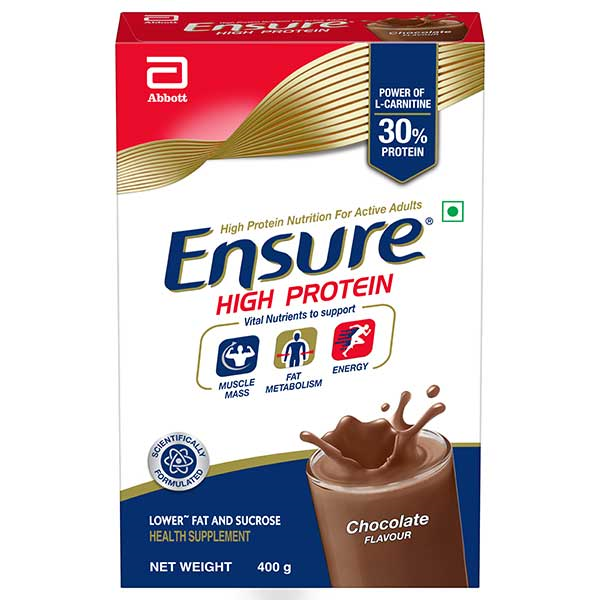 Ensure
HIGH PROTEIN
Chocolate
FLAVOUR
Abbott
POWER OF
L-CARNITINE
30%
PROTEIN
High Protein Nutrition For Active Adults
Ensure®
HIGH PROTEIN
Vital Nutrients to support
MUSCLE
MASS
FAT
METABOLISM
ENERGY
SCIENTIFICALLY
FORMULATED
LOWER~ FAT AND SUCROSE
HEALTH SUPPLEMENT
NET WEIGHT 400 g
Chocolate
FLAVOUR